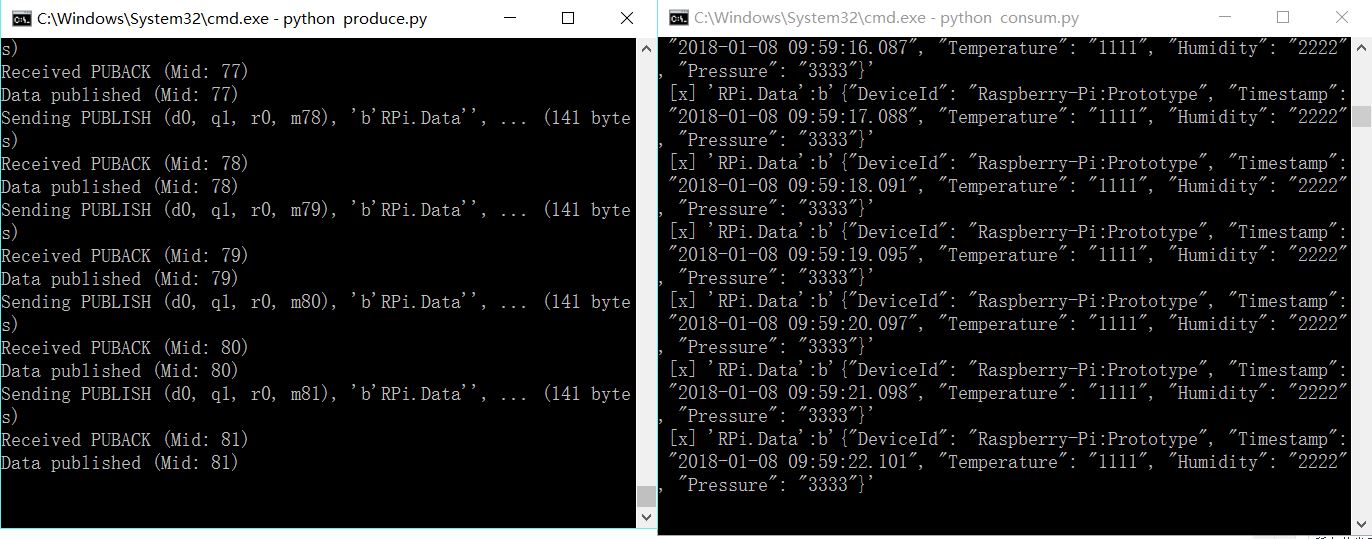 C:\Windows\System32\cmd.exe - python  produce.py
s)
Received PUBACK (Mid: 77)
Data published (Mid: 77)
Sending PUBLISH (d0, q1, r0, m78), 'b'RPi.Data'', ... (141 byte
s)
Received PUBACK (Mid: 78)
Data published (Mid: 78)
Sending PUBLISH (d0, q1, r0, m79), 'b'RPi.Data'', ... (141 byte
s)
Received PUBACK (Mid: 79)
Data published (Mid: 79)
Sending PUBLISH (d0, q1, r0, m80), 'b'RPi.Data'', ... (141 byte
s)
Received PUBACK (Mid: 80)
Data published (Mid: 80)
Sending PUBLISH (d0, q1, r0, m81), 'b'RPi.Data'', ... (141 byte
s)
Received PUBACK (Mid: 81)
Data published (Mid: 81)
C:\Windows\System32\cmd.exe - python  consum.py
"2018-01-08 09:59:16.087", "Temperature": "1111", "Humidity": "2222"
, "Pressure": "3333"}'
[x] 'RPi.Data':b'{"DeviceId": "Raspberry-Pi:Prototype", "Timestamp":
"2018-01-08 09:59:17.088", "Temperature": "1111", "Humidity": "2222"
, "Pressure": "3333"}'
[x] 'RPi.Data':b'{"DeviceId": "Raspberry-Pi:Prototype", "Timestamp":
"2018-01-08 09:59:18.091", "Temperature": "1111", "Humidity": "2222"
, "Pressure": "3333"}'
[x] 'RPi.Data':b'{"DeviceId": "Raspberry-Pi:Prototype", "Timestamp":
"2018-01-08 09:59:19.095", "Temperature": "1111", "Humidity": "2222"
, "Pressure": "3333"}'
[x] 'RPi.Data':b'{"DeviceId": "Raspberry-Pi:Prototype", "Timestamp":
"2018-01-08 09:59:20.097", "Temperature": "1111", "Humidity": "2222"
, "Pressure": "3333"}'
[x] 'RPi.Data':b'{"DeviceId": "Raspberry-Pi:Prototype", "Timestamp":
"2018-01-08 09:59:21.098", "Temperature": "1111", "Humidity": "2222"
, "Pressure": "3333"}'
[x] 'RPi.Data':b'{"DeviceId": "Raspberry-Pi:Prototype", "Timestamp":
"2018-01-08 09:59:22.101", "Temperature": "1111", "Humidity": "2222"
, "Pressure": "3333"}'